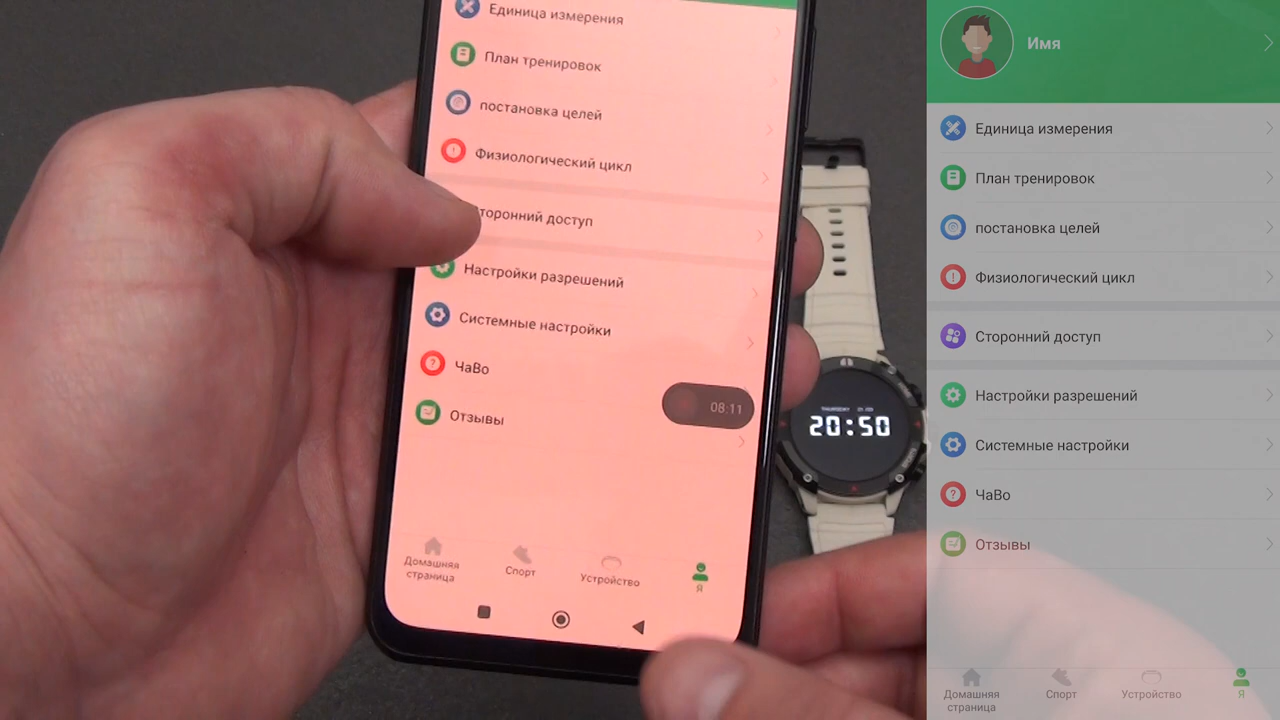 Единица измерения
План тренировок
постановка целей
Физиологический цикл
торонний доступ
Настройки разрешений
Системные настройки
ЧаВо
08:11
Отзывы
Домашняя
страница
Спорт
Устройство
Я
20:50
Имя
Единица измерения
План тренировок
постановка целей
Физиологический цикл
Сторонний доступ
Настройки разрешений
Системные настройки
ЧаВо
Отзывы
Домашняя
страница
Спорт
Устройство
Я